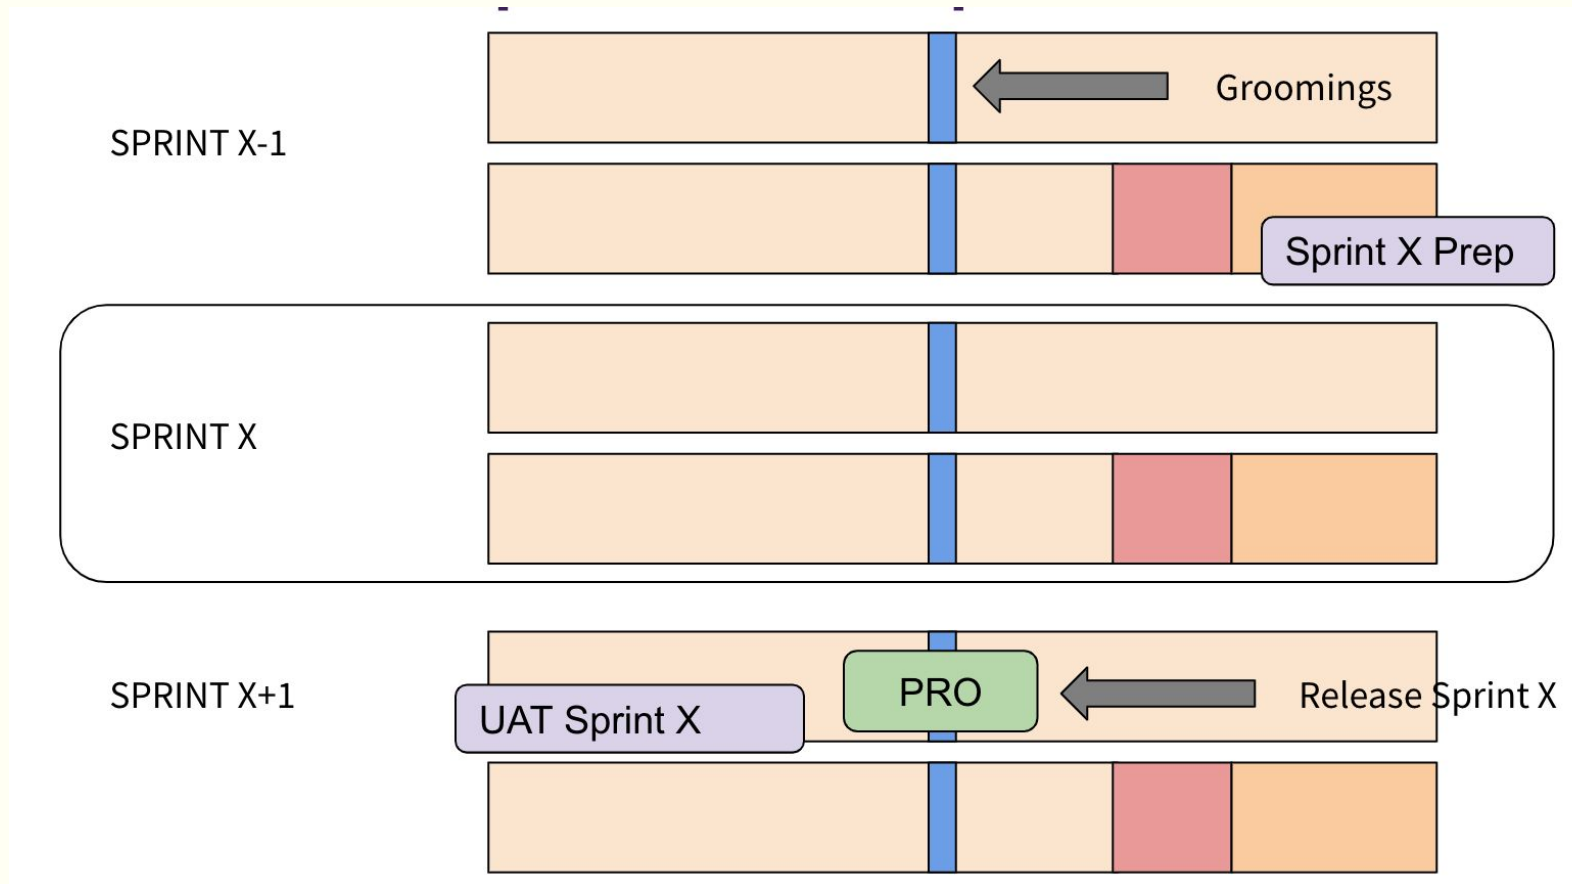 SPRINT X-1
Groomings
Sprint X Prep
SPRINT X
SPRINT X+1
UAT Sprint X
PRO
Release Sprint X